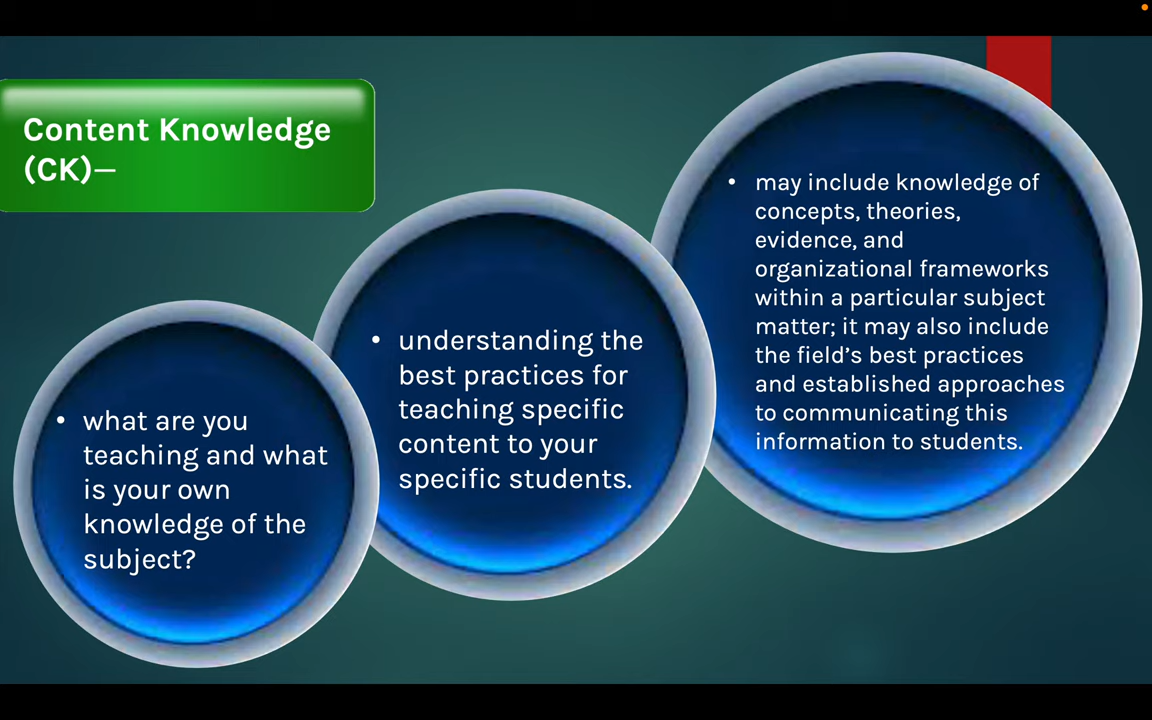 Content Knowledge
(CK)—
• what are you
teaching and what
is your own
knowledge of the
subject?
• understanding the
best practices for
teaching specific
content to your
specific students.
• may include knowledge of
concepts, theories,
evidence, and
organizational frameworks
within a particular subject
matter; it may also include
the field’s best practices
and established approaches
to communicating this
information to students.